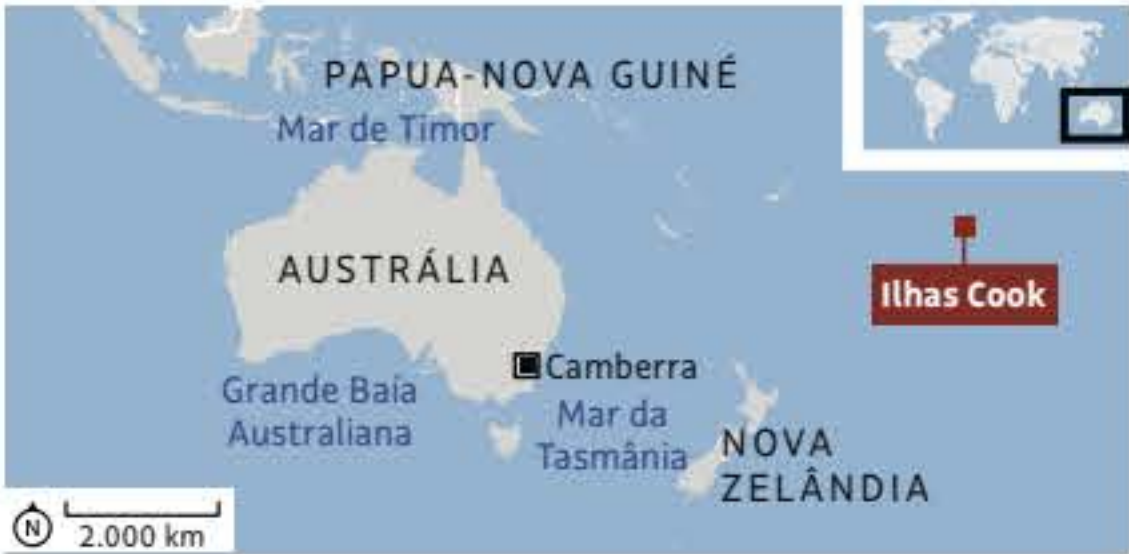 PAPUA-NOVA GUINÉ
Mar de Timor
AUSTRÁLIA
Ilhas Cook
Camberra
Grande Baía
Australiana
Mar da
Tasmânia
NOVA
ZELÂNDIA
N
2.000 km